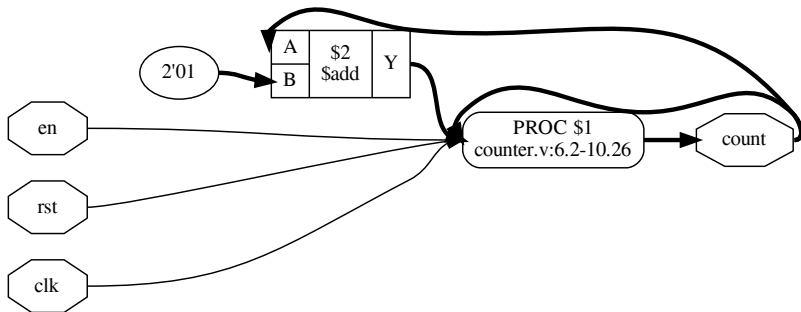 2'01
A
B
$2
$add
Y
en
rst
clk
PROC $1
counter.v:6.2-10.26
count